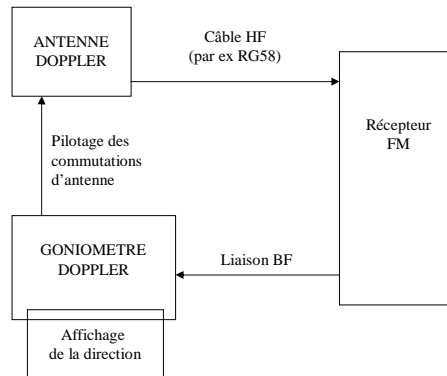 ANTENNE
DOPPLER
Câble HF
(par ex RG58)
Récepteur
FM
Pilotage des
commutations
d'antenne
GONIOMETRE
DOPPLER
Liaison BF
Affichage
de la direction